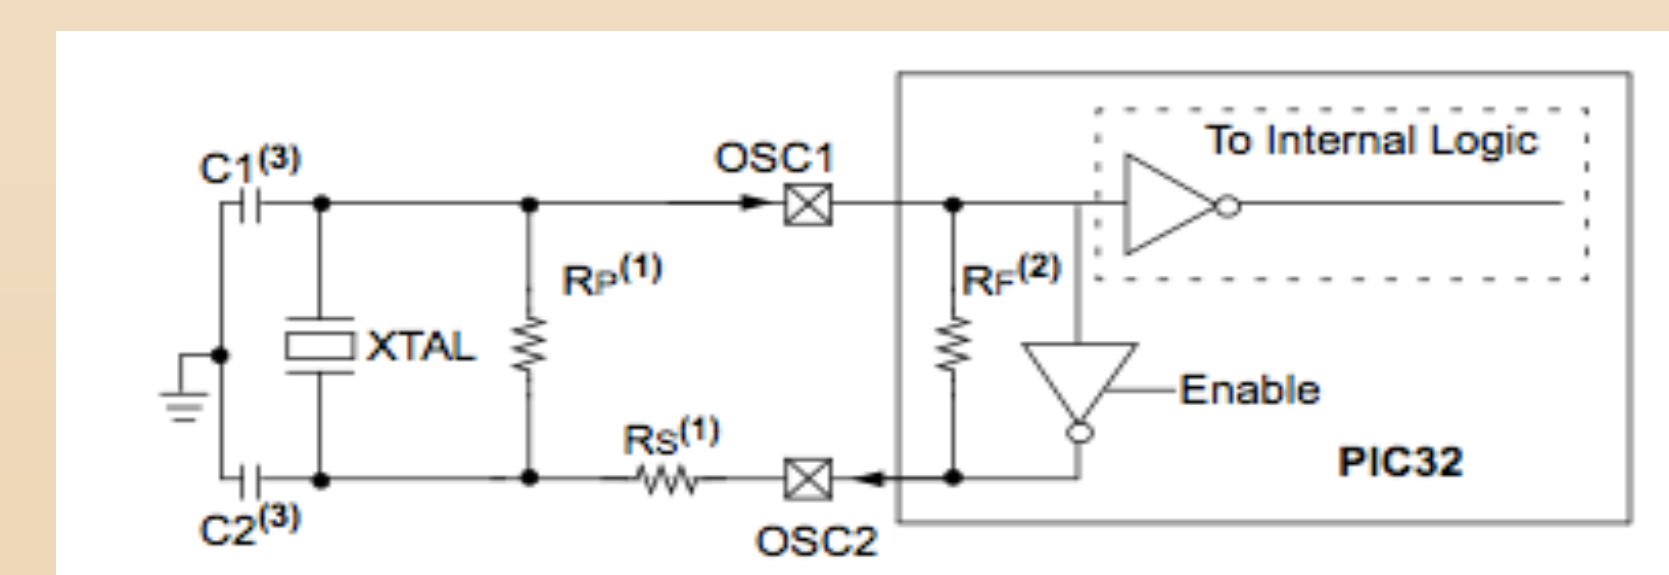 To Internal Logic
OSC1
C1(3)
RP(1)
RF(2)
XTAL
Enable
RS(1)
PIC32
C2(3)
OSC2